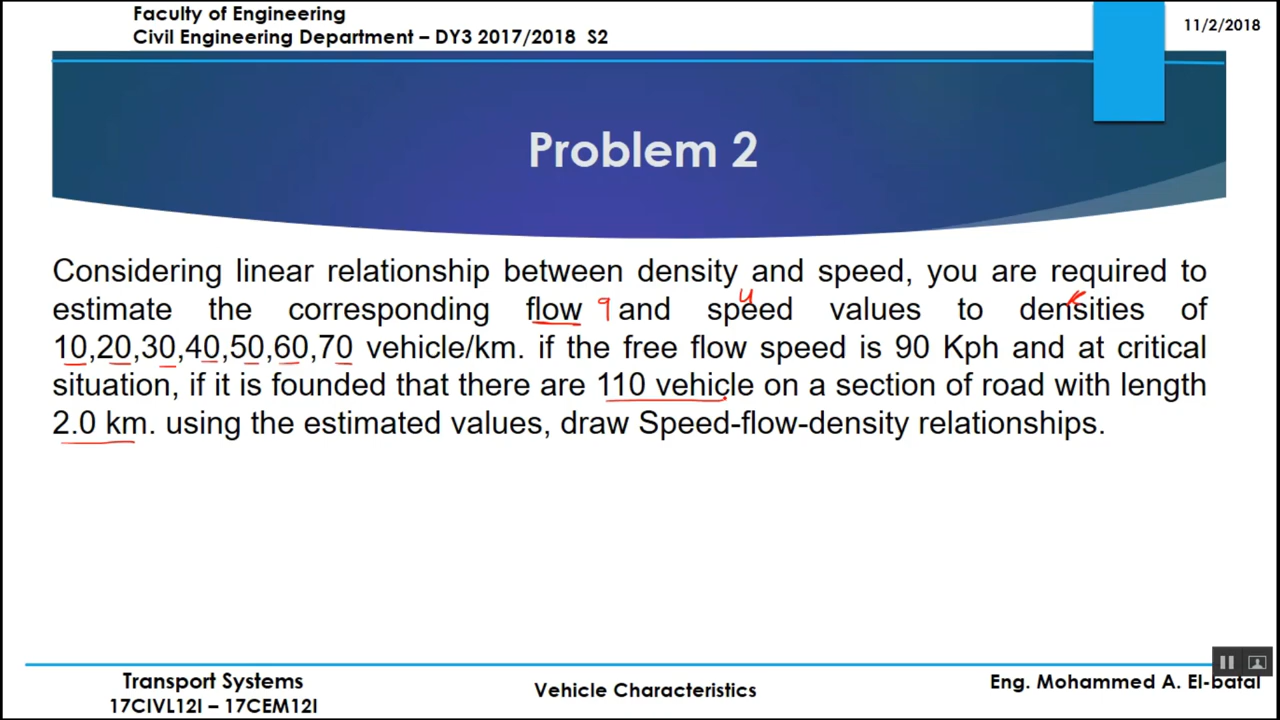 Faculty of Engineering
Civil Engineering Department – DY3 2017/2018 S2
11/2/2018
Problem 2
Considering linear relationship between density and speed, you are required to
estimate the corresponding flow q and speed values to densities of
u
10,20,30,40,50,60,70 vehicle/km. if the free flow speed is 90 Kph and at critical
situation, if it is founded that there are 110 vehicle on a section of road with length
2.0 km. using the estimated values, draw Speed-flow-density relationships.
Transport Systems
17CIVL12I – 17CEM12I
Vehicle Characteristics
Eng. Mohammed A. El-batal